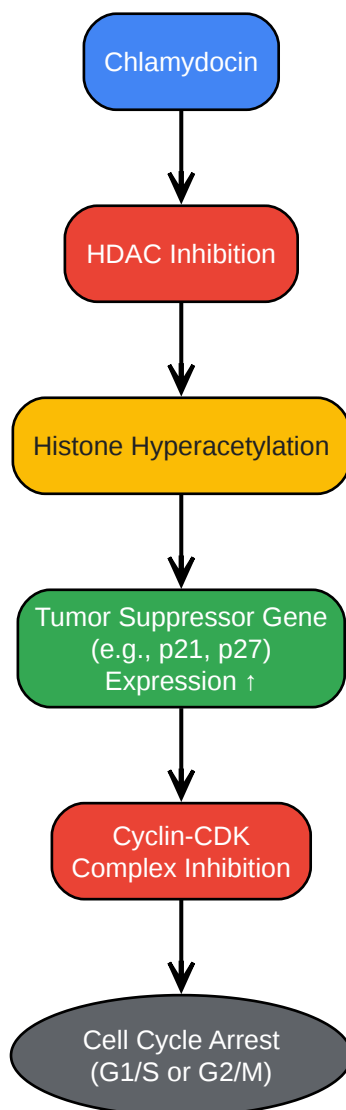 Chlamydocin
HDAC Inhibition
Histone Hyperacetylation
Tumor Suppressor Gene
(e.g., p21, p27)
Expression ↑
Cyclin-CDK
Complex Inhibition
Cell Cycle Arrest
(G1/S or G2/M)